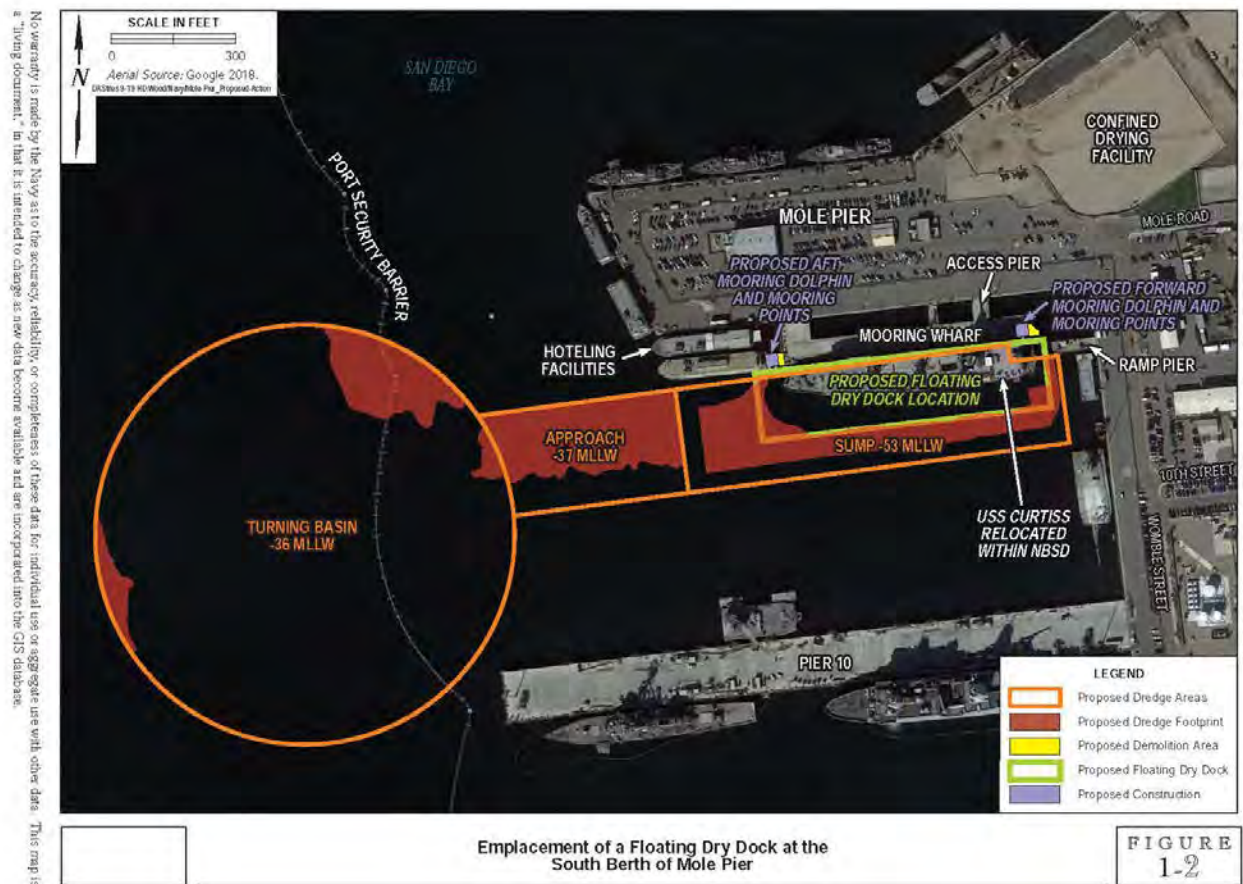 SCALE IN FEET
0 300
N
Aerial Source: Google 2018.
SAN DIEGO
BAY
PORT SECURITY BARRIER
CONFINED
DRYING
FACILITY
MOLE PIER
MOLE ROAD
PROPOSED AFT
MOORING DOLPHIN
AND MOORING
POINTS
ACCESS PIER
PROPOSED FORWARD
MOORING DOLPHIN AND
MOORING POINTS
MOORING WHARF
HOTELING
FACILITIES
RAMP PIER
PROPOSED FLOATING
DRY DOCK LOCATION
APPROACH
-37 MLLW
SUMP -53 MLLW
10TH STREET
TURNING BASIN
-36 MLLW
USS CURTISS
RELOCATED
WITHIN NBSD
WOMBLE STREET
PIER 10
LEGEND
Proposed Dredge Areas
Proposed Dredge Footprint
Proposed Demolition Area
Proposed Floating Dry Dock
Proposed Construction
No warranty is made by the Navy as to the accuracy, reliability, or completeness of these data for individual use or aggregate use with other data. This map is
a "living document," in that it is intended to change as new data become available and are incorporated into the GIS database.
Emplacement of a Floating Dry Dock at the
South Berth of Mole Pier
FIGURE
1-2